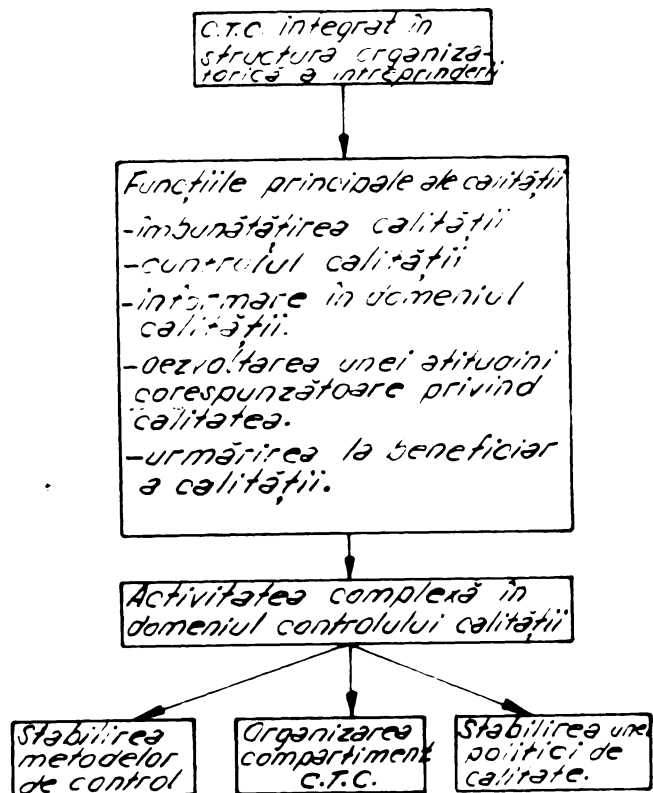 C.T.C. integrat în
structura organiza-
torică a întreprinderii
Funcțiile principale ale calității
-îmbunătățirea calității
-controlul calității
-informare în domeniul
calității.
-dezvoltarea unei atitudini
corespunzătoare privind
calitatea.
-urmărirea la beneficiar
a calității.
Activitatea complexă în
domeniul controlului calității
Stabilirea
metodelor
de control
Organizarea
compartiment
C.T.C.
Stabilirea unei
politici de
calitate.